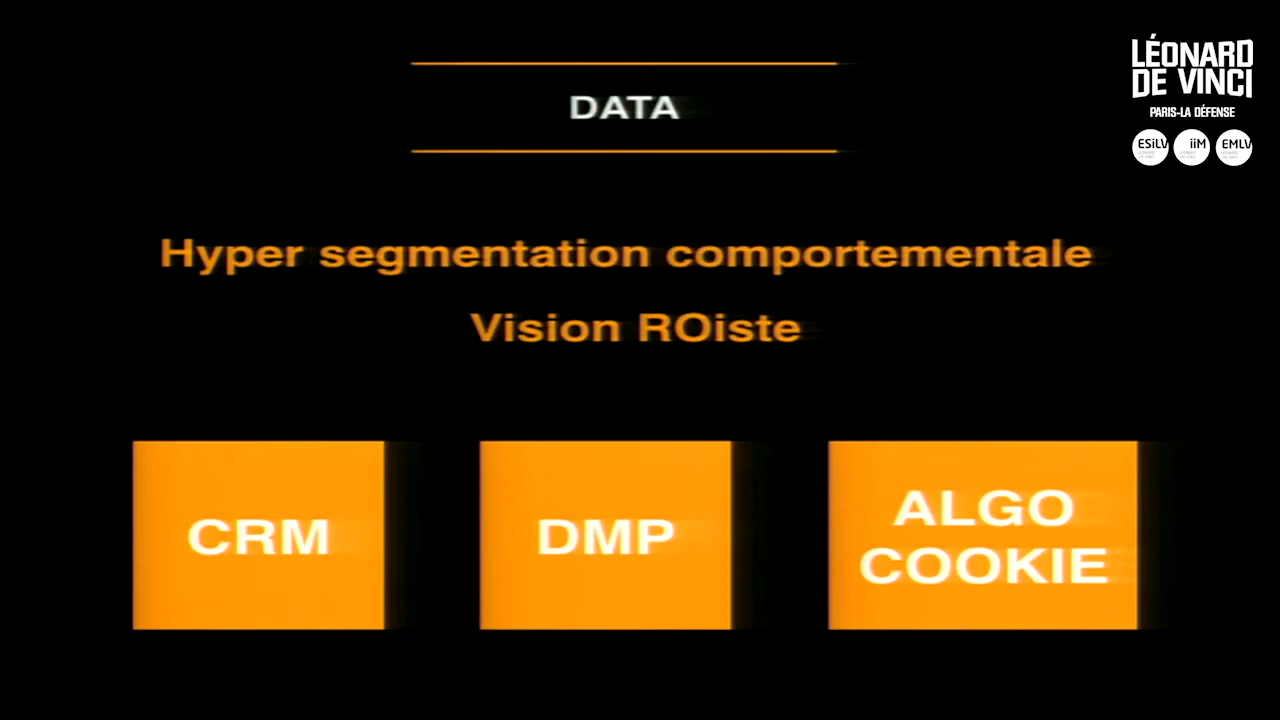 DATA
LÉONARD
DE VINCI
PARIS-LA DÉFENSE
ESiLV
iiM
EMLV
Hyper segmentation comportementale
Vision ROiste
CRM
DMP
ALGO
COOKIE